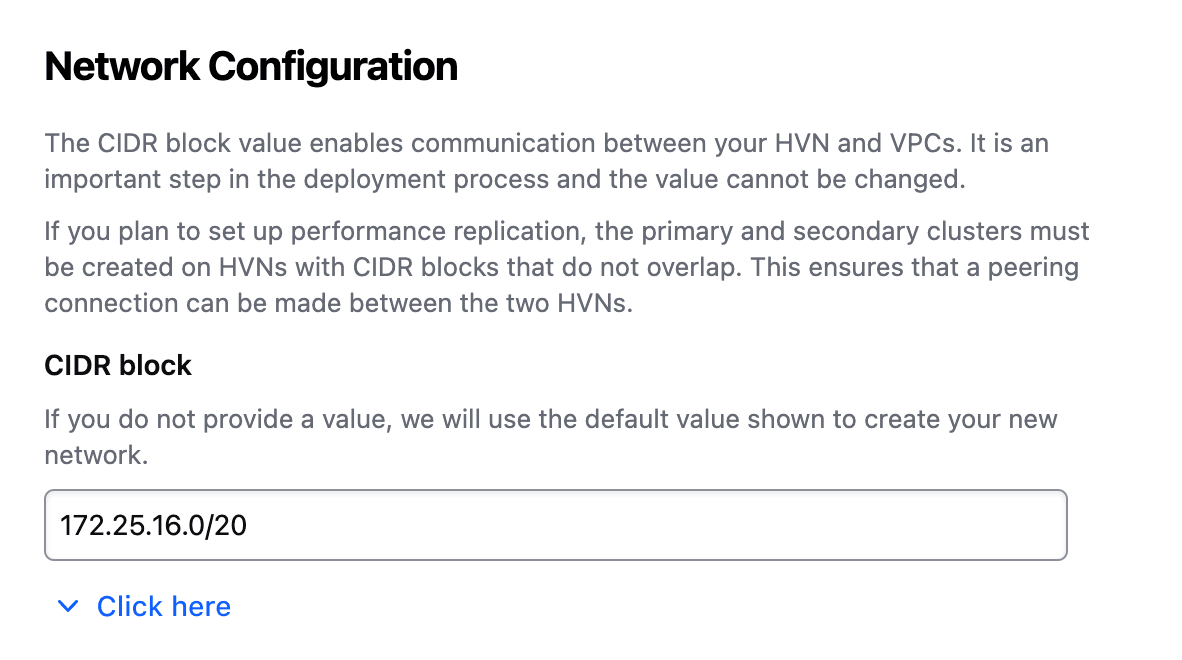 Network Configuration
The CIDR block value enables communication between your HVN and VPCs. It is an
important step in the deployment process and the value cannot be changed.
If you plan to set up performance replication, the primary and secondary clusters must
be created on HVNs with CIDR blocks that do not overlap. This ensures that a peering
connection can be made between the two HVNs.
CIDR block
If you do not provide a value, we will use the default value shown to create your new
network.
172.25.16.0/20
Click here